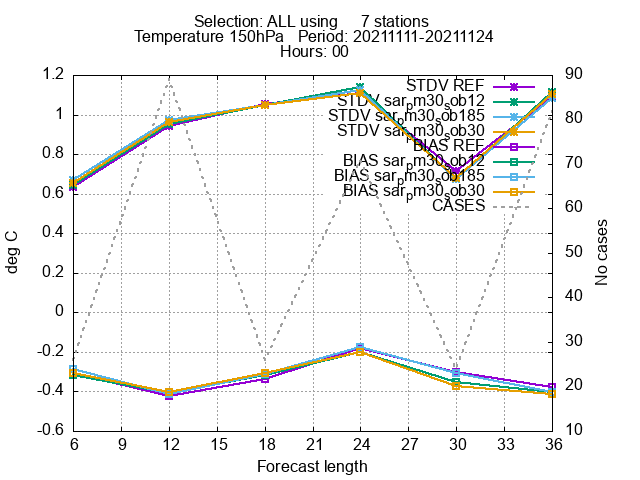 Selection: ALL using 7 stations
Temperature 150hPa Period: 20211111-20211124
Hours: 00
1.2
1
0.8
0.6
0.4
0.2
0
-0.2
-0.4
-0.6
deg C
90
80
70
60
50
40
30
20
10
No cases
STDV REF
STDV sar_pm30_sob12
STDV sar_pm30_sob185
STDV sar_pm30_sob30
BIAS REF
BIAS sar_pm30_sob12
BIAS sar_pm30_sob185
BIAS sar_pm30_sob30
CASES
6 9 12 15 18 21 24 27 30 33 36
Forecast length